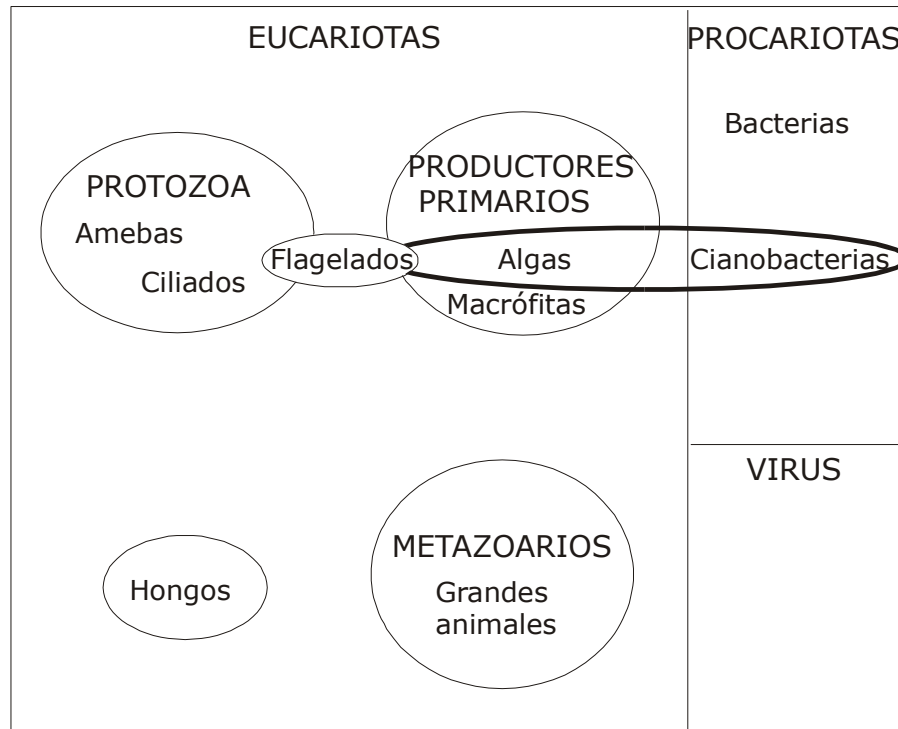 EUCARIOTAS
PROCARIOTAS
Bacterias
PROTOZOA
Amebas
Ciliados
PRODUCTORES
PRIMARIOS
Flagelados
Algas
Cianobacterias
Macrófitas
VIRUS
Hongos
METAZOARIOS
Grandes
animales